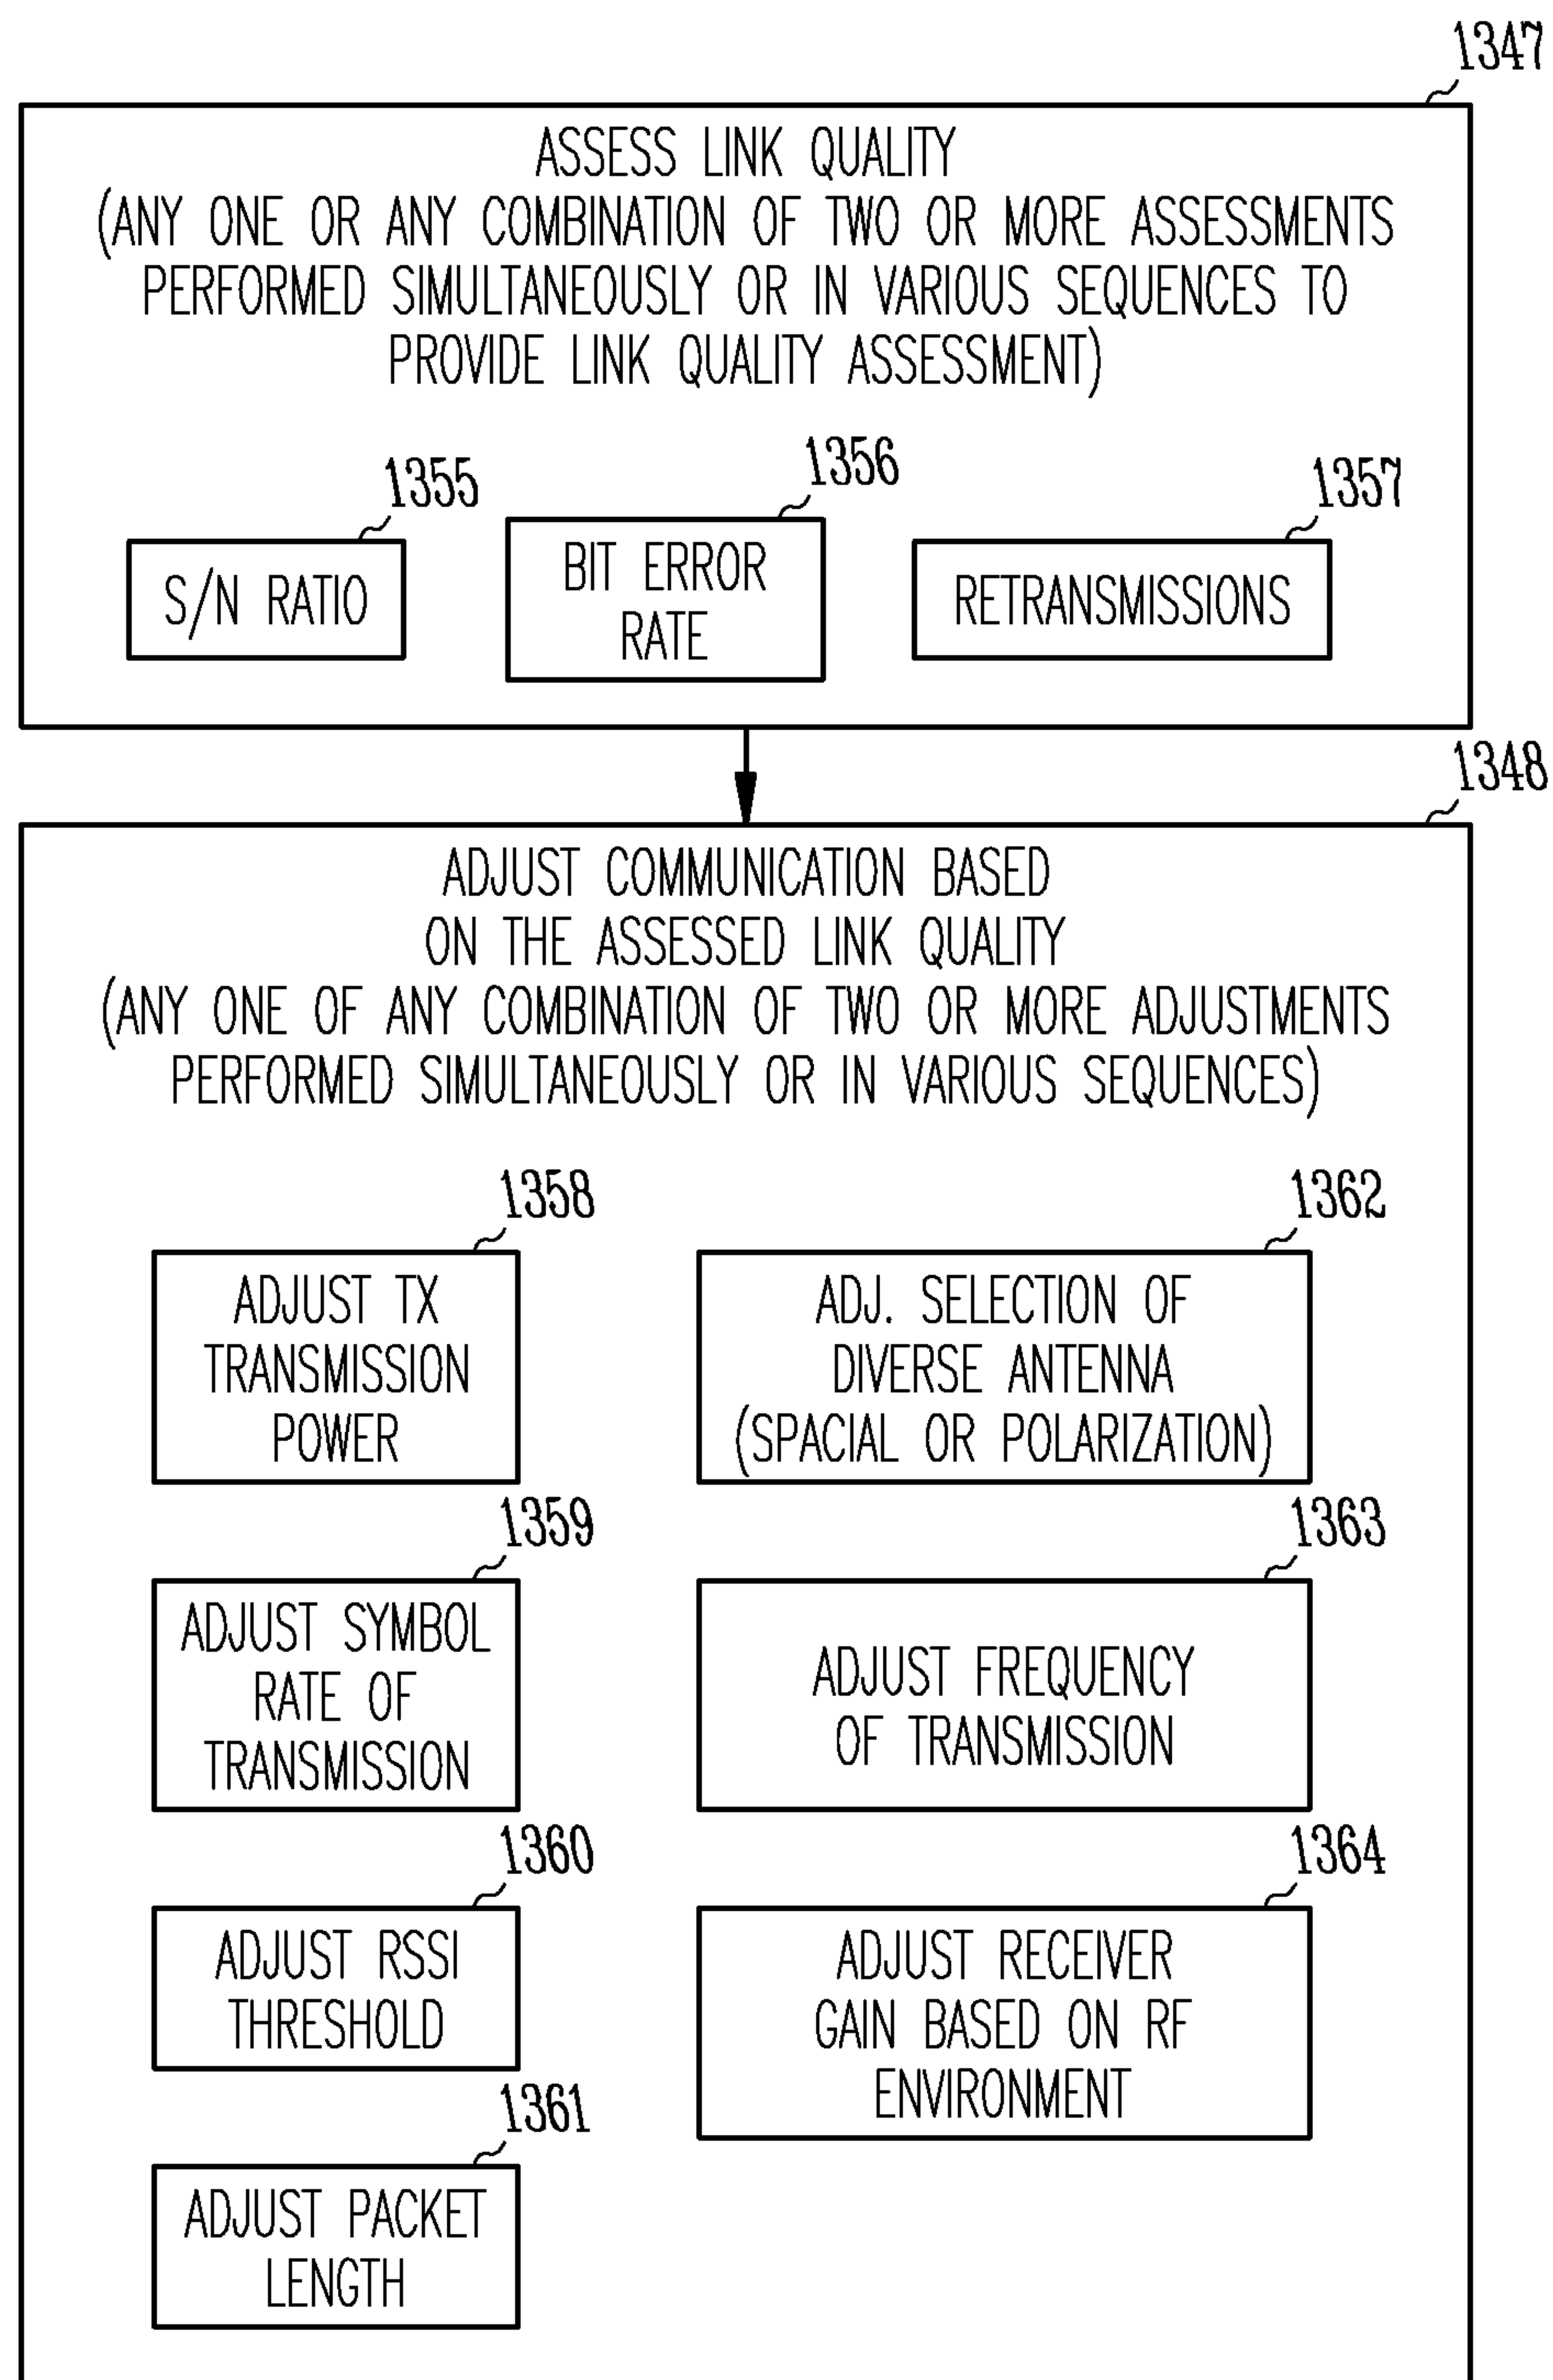 1347
ASSESS LINK QUALITY
(ANY ONE OR ANY COMBINATION OF TWO OR MORE ASSESSMENTS
PERFORMED SIMULTANEOUSLY OR IN VARIOUS SEQUENCES TO
PROVIDE LINK QUALITY ASSESSMENT)
1355
S/N RATIO
1356
BIT ERROR
RATE
1357
RETRANSMISSIONS
1348
ADJUST COMMUNICATION BASED
ON THE ASSESSED LINK QUALITY
(ANY ONE OF ANY COMBINATION OF TWO OR MORE ADJUSTMENTS
PERFORMED SIMULTANEOUSLY OR IN VARIOUS SEQUENCES)
1358
ADJUST TX
TRANSMISSION
POWER
1362
ADJ. SELECTION OF
DIVERSE ANTENNA
(SPACIAL OR POLARIZATION)
1359
ADJUST SYMBOL
RATE OF
TRANSMISSION
1363
ADJUST FREQUENCY
OF TRANSMISSION
1360
ADJUST RSSI
THRESHOLD
1364
ADJUST RECEIVER
GAIN BASED ON RF
ENVIRONMENT
1361
ADJUST PACKET
LENGTH